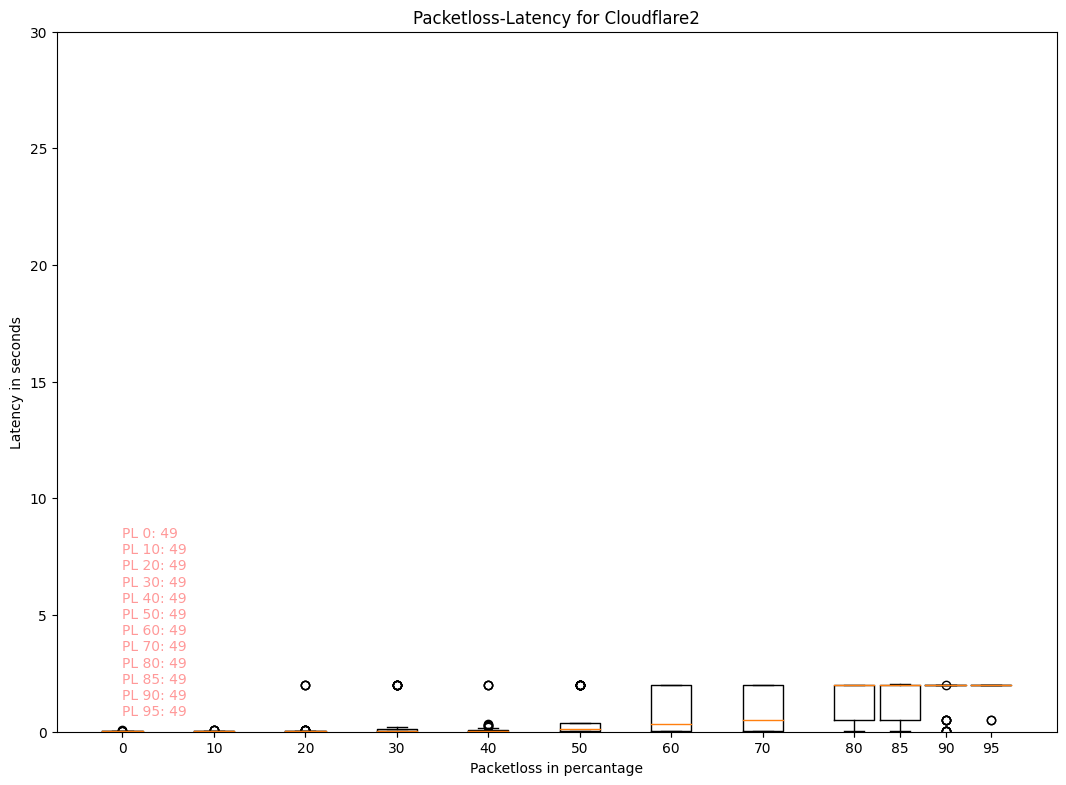 Packetloss-Latency for Cloudflare2
30
25
20
15
10
5
0
Latency in seconds
PL 0: 49
PL 10: 49
PL 20: 49
PL 30: 49
PL 40: 49
PL 50: 49
PL 60: 49
PL 70: 49
PL 80: 49
PL 85: 49
PL 90: 49
PL 95: 49
0 10 20 30 40 50 60 70 80 85 90 95
Packetloss in percantage